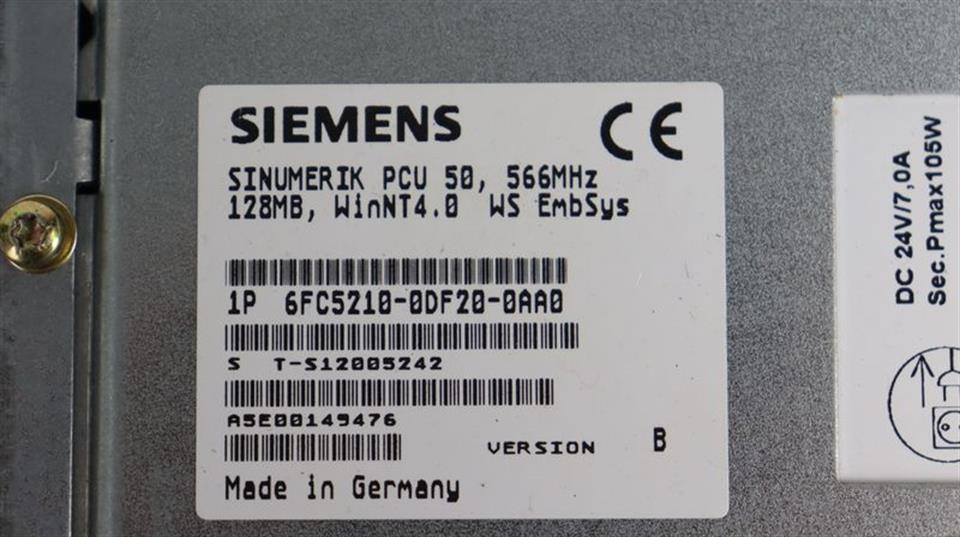 SIEMENS CE
SINUMERIK PCU 50, 566MHz
128MB, WinNT4.0 WS EmbSys
1P 6FC5210-0DF20-0AA0
S T-S12005242
A5E00149476
VERSION B
Made in Germany
DC 24V/7,0A
Sec.Pmax105W